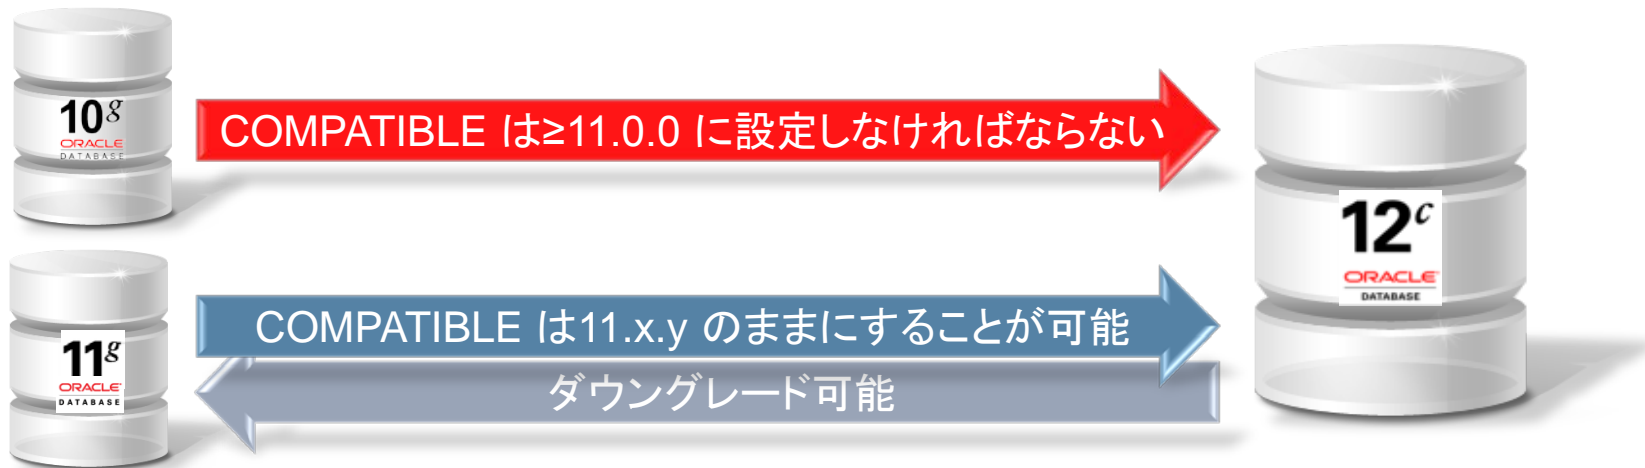 10g
ORACLE
DATABASE
COMPATIBLE は≥11.0.0 に設定しなければならない
12c
ORACLE
DATABASE
11g
ORACLE
DATABASE
COMPATIBLE は11.x.y のままにすることが可能
ダウングレード可能